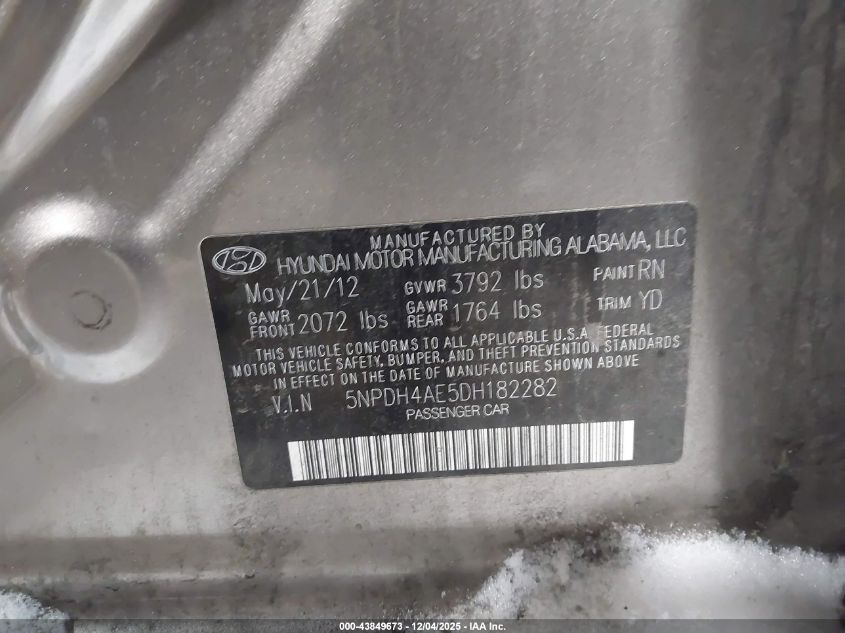 MANUFACTURED BY
HYUNDAI MOTOR MANUFACTURING ALABAMA, LLC
May/21/12 GVWR 3792 lbs PAINT RN
GAWR FRONT 2072 lbs GAWR REAR 1764 lbs TRIM YD
THIS VEHICLE CONFORMS TO ALL APPLICABLE U.S.A. FEDERAL
MOTOR VEHICLE SAFETY, BUMPER, AND THEFT PREVENTION STANDARDS
IN EFFECT ON THE DATE OF MANUFACTURE SHOWN ABOVE
V.I.N 5NPDH4AE5DH182282
PASSENGER CAR
000-43849673 - 12/04/2025 - IAA Inc.